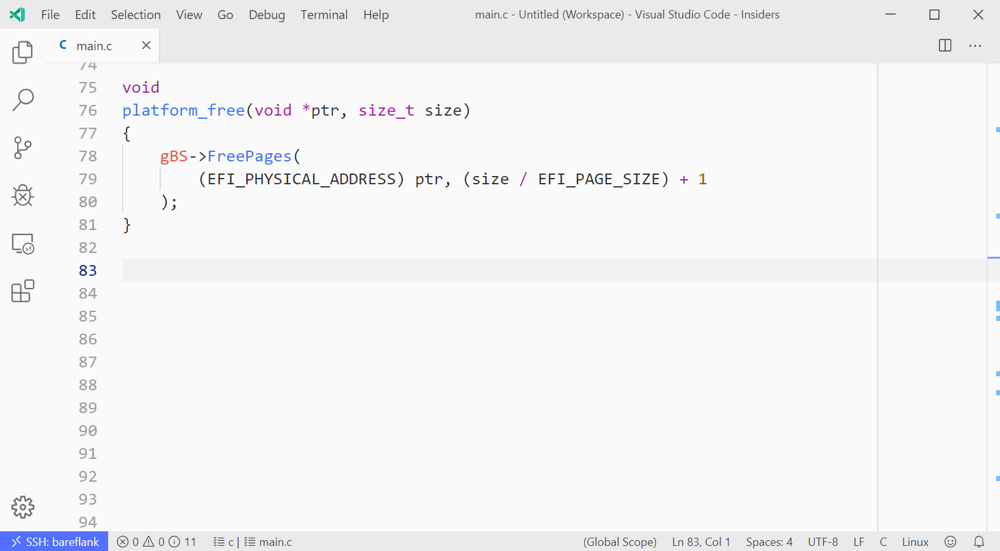 File Edit Selection View Go Debug Terminal Help main.c - Untitled (Workspace) - Visual Studio Code - Insiders
C main.c
74
75 void
76 platform_free(void *ptr, size_t size)
77 {
78 gBS->FreePages(
79 (EFI_PHYSICAL_ADDRESS) ptr, (size / EFI_PAGE_SIZE) + 1
80 );
81 }
82
83
84
85
86
87
88
89
90
91
92
93
94
SSH: bareflank 0 0 11 c | main.c (Global Scope) Ln 83, Col 1 Spaces: 4 UTF-8 LF C Linux